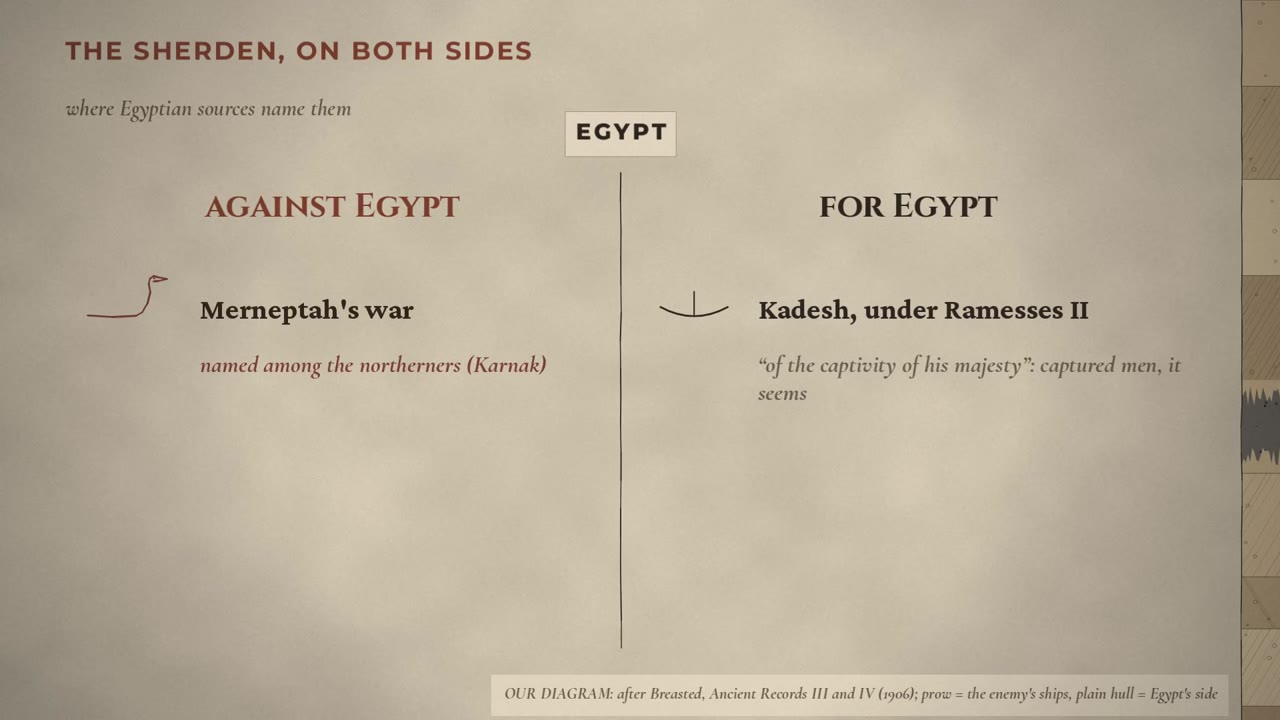 THE SHERDEN, ON BOTH SIDES
where Egyptian sources name them
EGYPT
AGAINST EGYPT
Merneptah's war
named among the northerners (Karnak)
FOR EGYPT
Kadesh, under Ramesses II
“of the captivity of his majesty”: captured men, it
seems
OUR DIAGRAM: after Breasted, Ancient Records III and IV (1906); prow = the enemy's ships, plain hull = Egypt's side